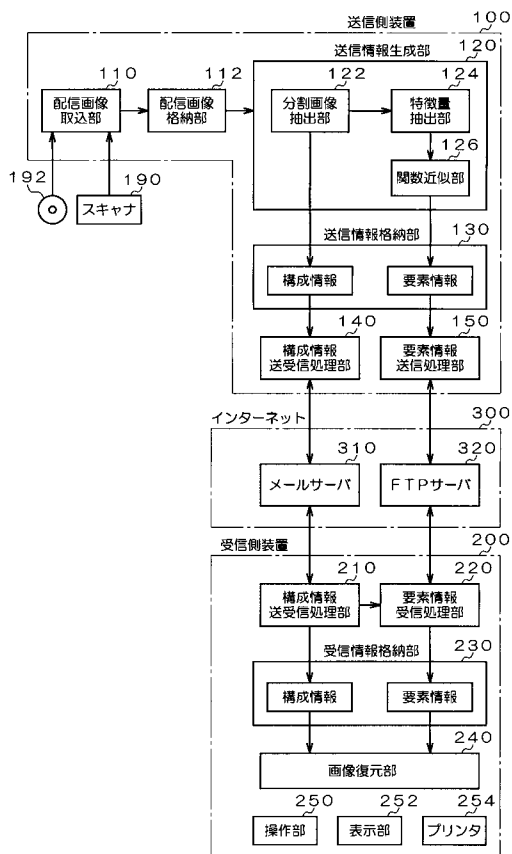 送信側装置
100
送信情報生成部
120
110
112
122
124
配信画像
取込部
配信画像
格納部
分割画像
抽出部
特徴量
抽出部
126
関数近似部
192
190
スキャナ
送信情報格納部
130
構成情報
要素情報
140
150
構成情報
送受信処理部
要素情報
送信処理部
インターネット
300
310
320
メールサーバ
FTPサーバ
受信側装置
200
210
220
構成情報
送受信処理部
要素情報
受信処理部
受信情報格納部
230
構成情報
要素情報
240
画像復元部
250
252
254
操作部
表示部
プリンタ